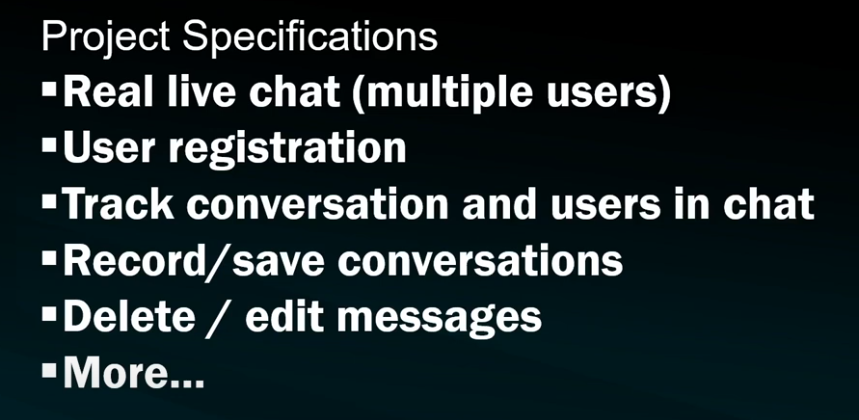 Project Specifications
▪Real live chat (multiple users)
▪User registration
▪Track conversation and users in chat
▪Record/save conversations
▪Delete / edit messages
▪More...